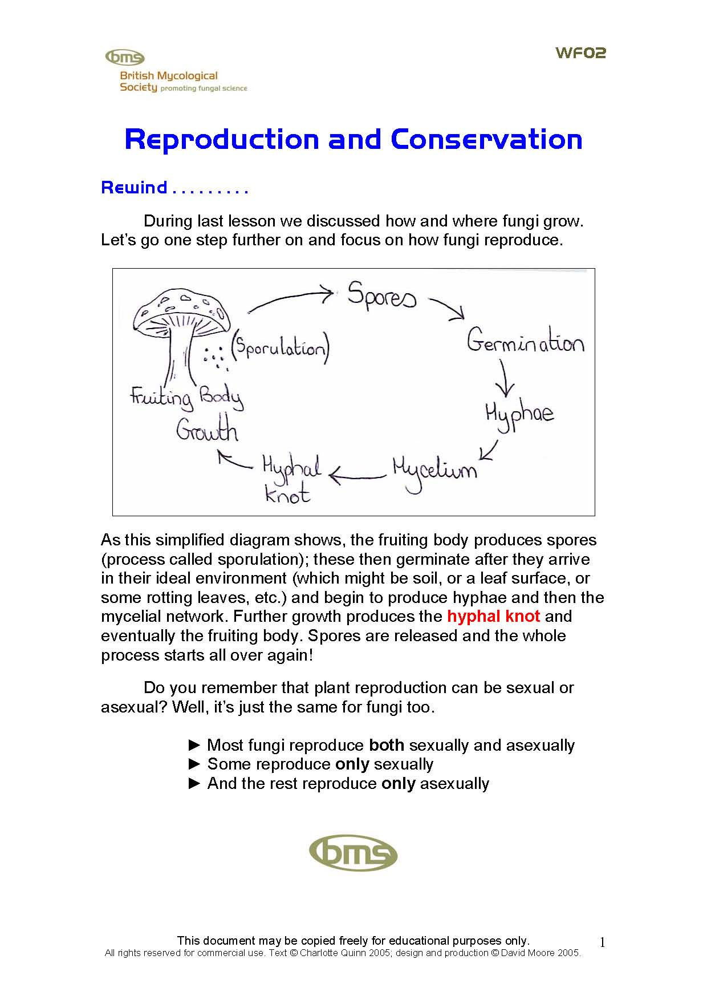 bms
WF02
British Mycological
Society promoting fungal science
Reproduction and Conservation
Rewind . . . . . . . . .
During last lesson we discussed how and where fungi grow.
Let’s go one step further on and focus on how fungi reproduce.
Spores
Germination
(Sporulation)
Hyphae
Fruiting Body
Growth
Mycelium
Hyphal
knot
As this simplified diagram shows, the fruiting body produces spores
(process called sporulation); these then germinate after they arrive
in their ideal environment (which might be soil, or a leaf surface, or
some rotting leaves, etc.) and begin to produce hyphae and then the
mycelial network. Further growth produces the hyphal knot and
eventually the fruiting body. Spores are released and the whole
process starts all over again!
Do you remember that plant reproduction can be sexual or
asexual? Well, it’s just the same for fungi too.
► Most fungi reproduce both sexually and asexually
► Some reproduce only sexually
► And the rest reproduce only asexually
bms
This document may be copied freely for educational purposes only.
1
All rights reserved for commercial use. Text © Charlotte Quinn 2005; design and production © David Moore 2005.